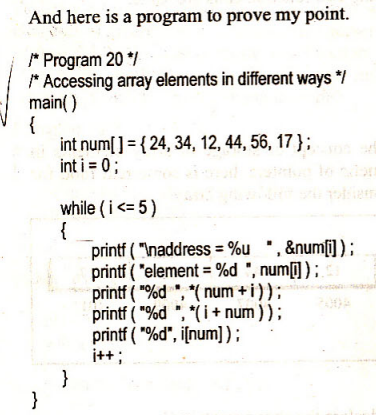 And here is a program to prove my point.
/* Program 20 */
/* Accessing array elements in different ways */
main( )
{
int num[ ] = { 24, 34, 12, 44, 56, 17 } ;
int i = 0 ;
while ( i <= 5 )
{
printf ( "\naddress = %u ", &num[i] ) ;
printf ( "element = %d ", num[i] ) ;
printf ( "%d ", *( num + i ) ) ;
printf ( "%d ", *( i + num ) ) ;
printf ( "%d", i[num] ) ;
i++ ;
}
}